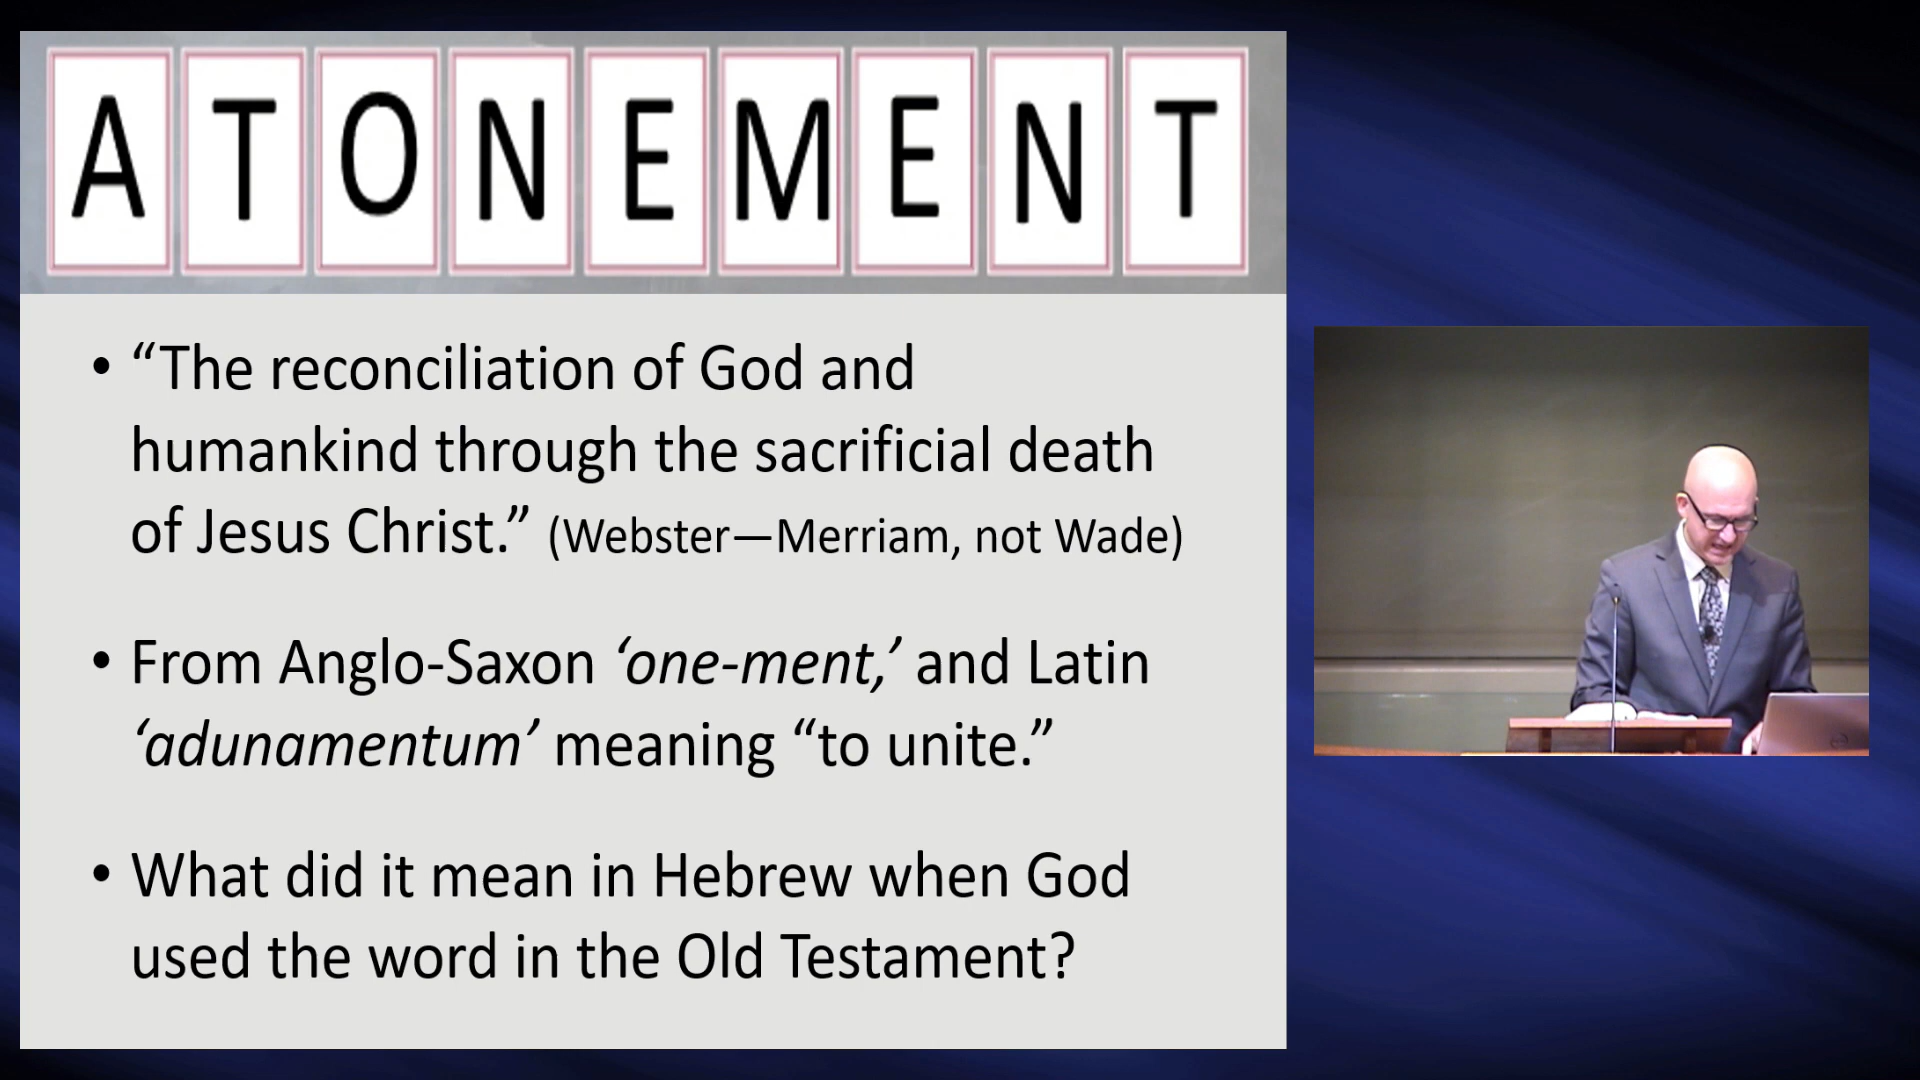 ATONEMENT
• “The reconciliation of God and
humankind through the sacrificial death
of Jesus Christ.” (Webster—Merriam, not Wade)
• From Anglo-Saxon ‘one-ment,’ and Latin
‘adunamentum’ meaning “to unite.”
• What did it mean in Hebrew when God
used the word in the Old Testament?